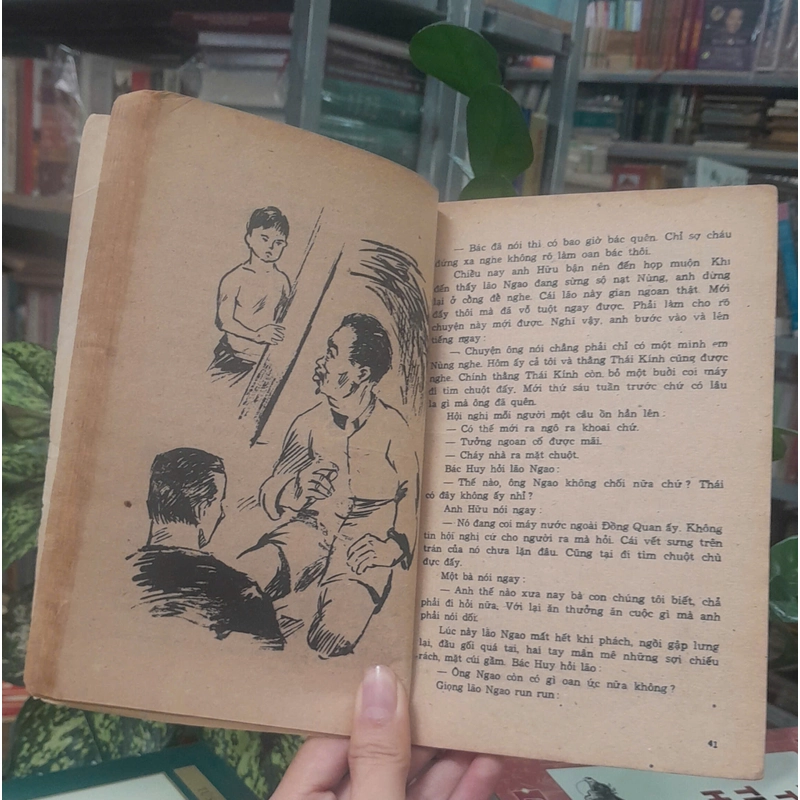 — Bác đã nói thì có bao giờ bác quên. Chỉ sợ cháu
đứng xa nghe không rõ làm oan bác thôi.
Chiều nay anh Hữu bận nên đến họp muộn. Khi
đến thấy lão Ngao đang sừng sộ nạt Nùng, anh dừng
lại ở cổng để nghe. Cái lão này gian ngoan thật. Mới
đấy thôi mà đã vỗ tuột ngay được. Phải làm cho rõ
chuyện này mới được. Nghĩ vậy, anh bước vào và lên
tiếng ngay:
— Chuyện ông nói chẳng phải chỉ có một mình em
Nùng nghe. Hôm ấy cả tôi và thằng Thái Kính cũng được
nghe. Chính thằng Thái Kính còn bỏ một buổi coi máy
đi tìm chuột đấy. Mới thứ sáu tuần trước chứ có lâu
la gì mà ông đã quên.
Hội nghị mỗi người một câu ồn hẳn lên:
— Có thế mới ra ngô ra khoai chứ.
— Tưởng ngoan cố được mãi.
— Cháy nhà ra mặt chuột.
Bác Huy hỏi lão Ngao:
— Thế nào, ông Ngao không chối nữa chứ? Thái
có đây không ấy nhỉ?
Anh Hữu nói ngay:
— Nó đang coi máy nước ngoài Đồng Quan ấy. Không
tin hội nghị cứ cho người ra mà hỏi. Cái vết sưng trên
trán của nó chưa lặn đâu. Cũng tại đi tìm chuột chù
đực đấy.
Một bà nói ngay:
— Anh thế nào xưa nay bà con chúng tôi biết, chả
phải đi hỏi nữa. Với lại ăn thưởng ăn cuộc gì mà anh
phải nói dối.
Lúc này lão Ngao mất hết khí phách, ngồi gập lưng
lại, đầu gối quá tai, hai tay mân mê những sợi chiếu
rách, mặt cúi gằm. Bác Huy hỏi lão:
— Ông Ngao còn có gì oan ức nữa không?
Giọng lão Ngao run run:
41